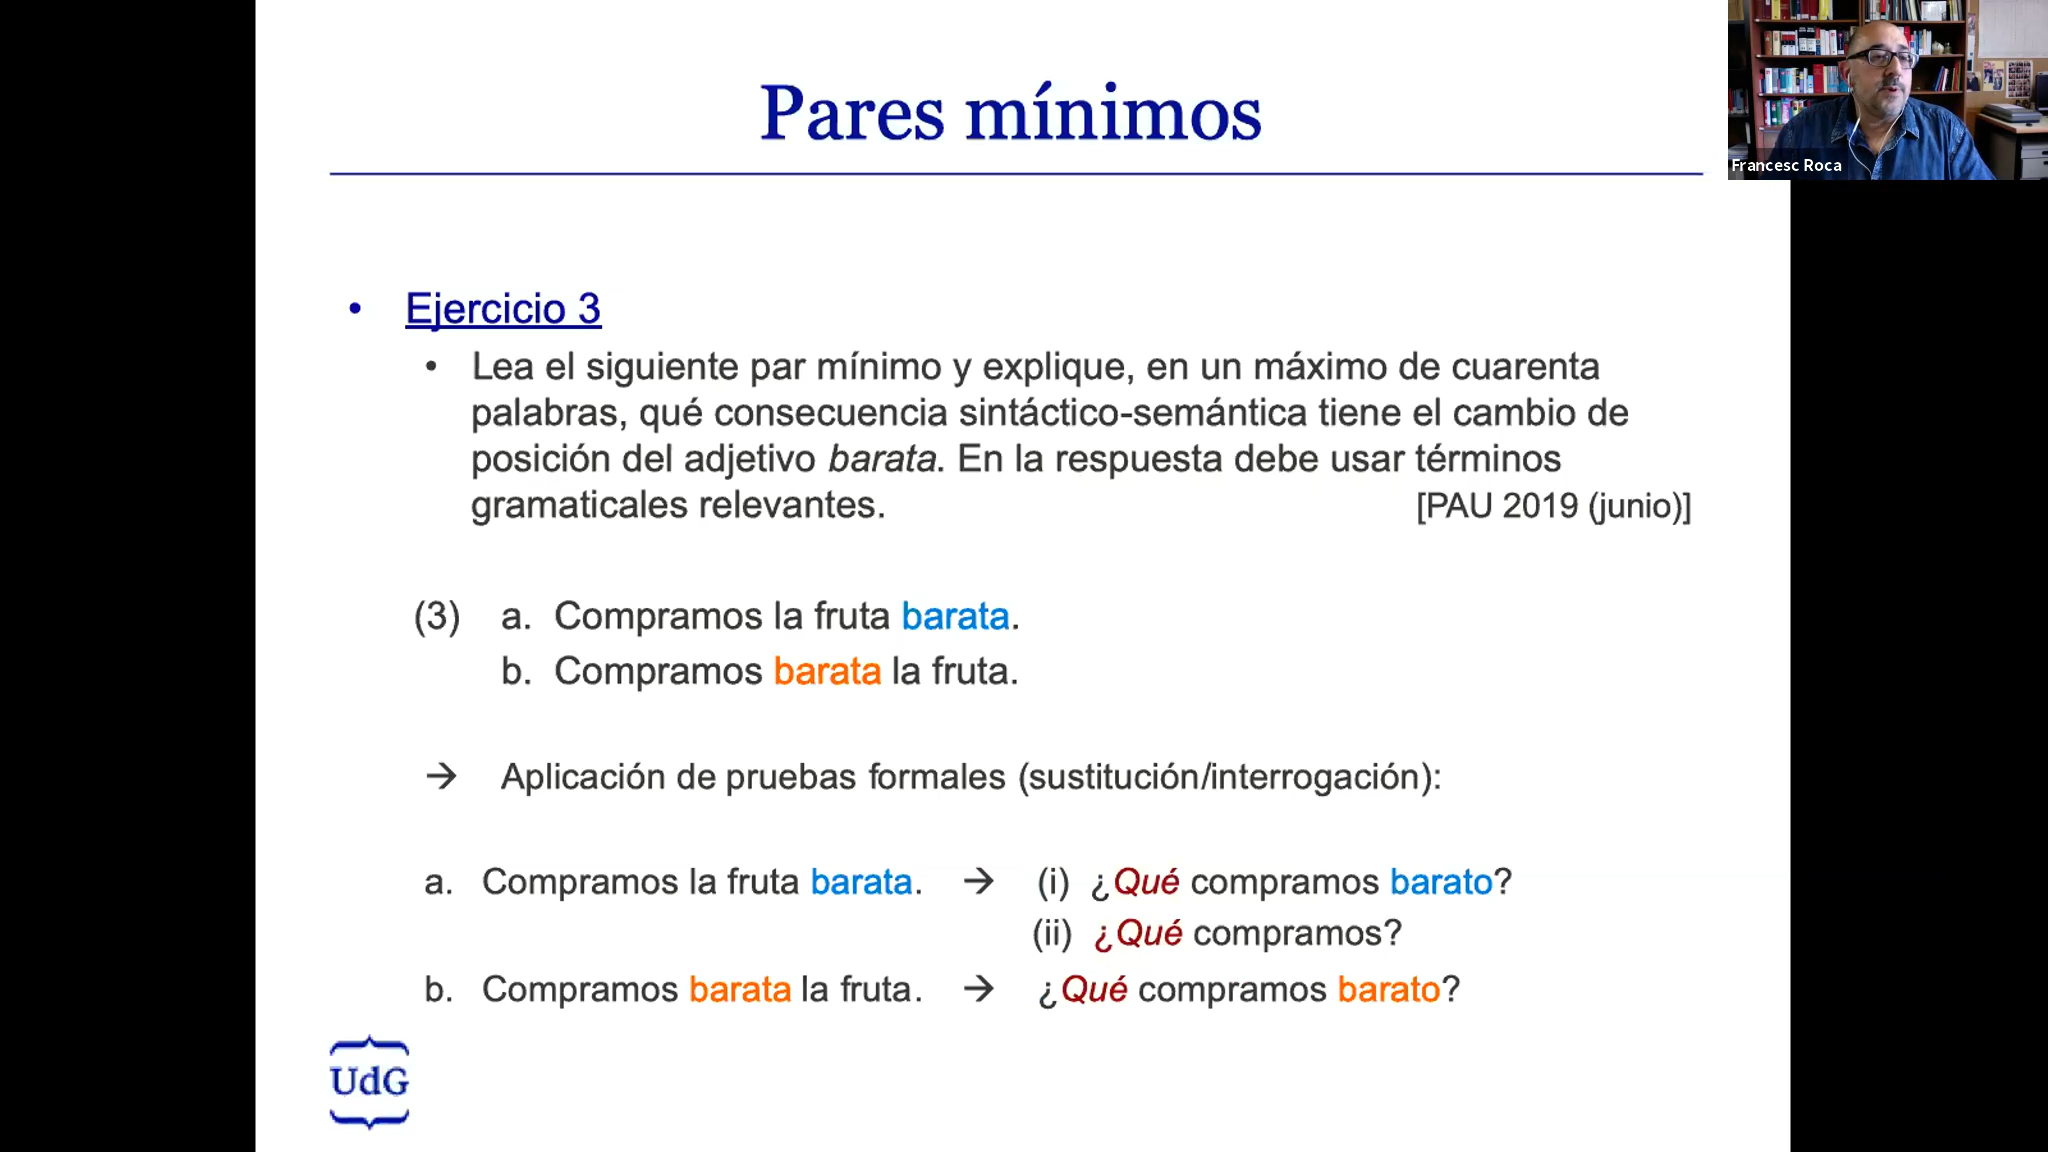 Pares mínimos
Francesc Roca
• Ejercicio 3
• Lea el siguiente par mínimo y explique, en un máximo de cuarenta
palabras, qué consecuencia sintáctico-semántica tiene el cambio de
posición del adjetivo barata. En la respuesta debe usar términos
gramaticales relevantes. [PAU 2019 (junio)]
(3) a. Compramos la fruta barata.
b. Compramos barata la fruta.
→ Aplicación de pruebas formales (sustitución/interrogación):
a. Compramos la fruta barata. → (i) ¿Qué compramos barato?
(ii) ¿Qué compramos?
b. Compramos barata la fruta. → ¿Qué compramos barato?
UdG